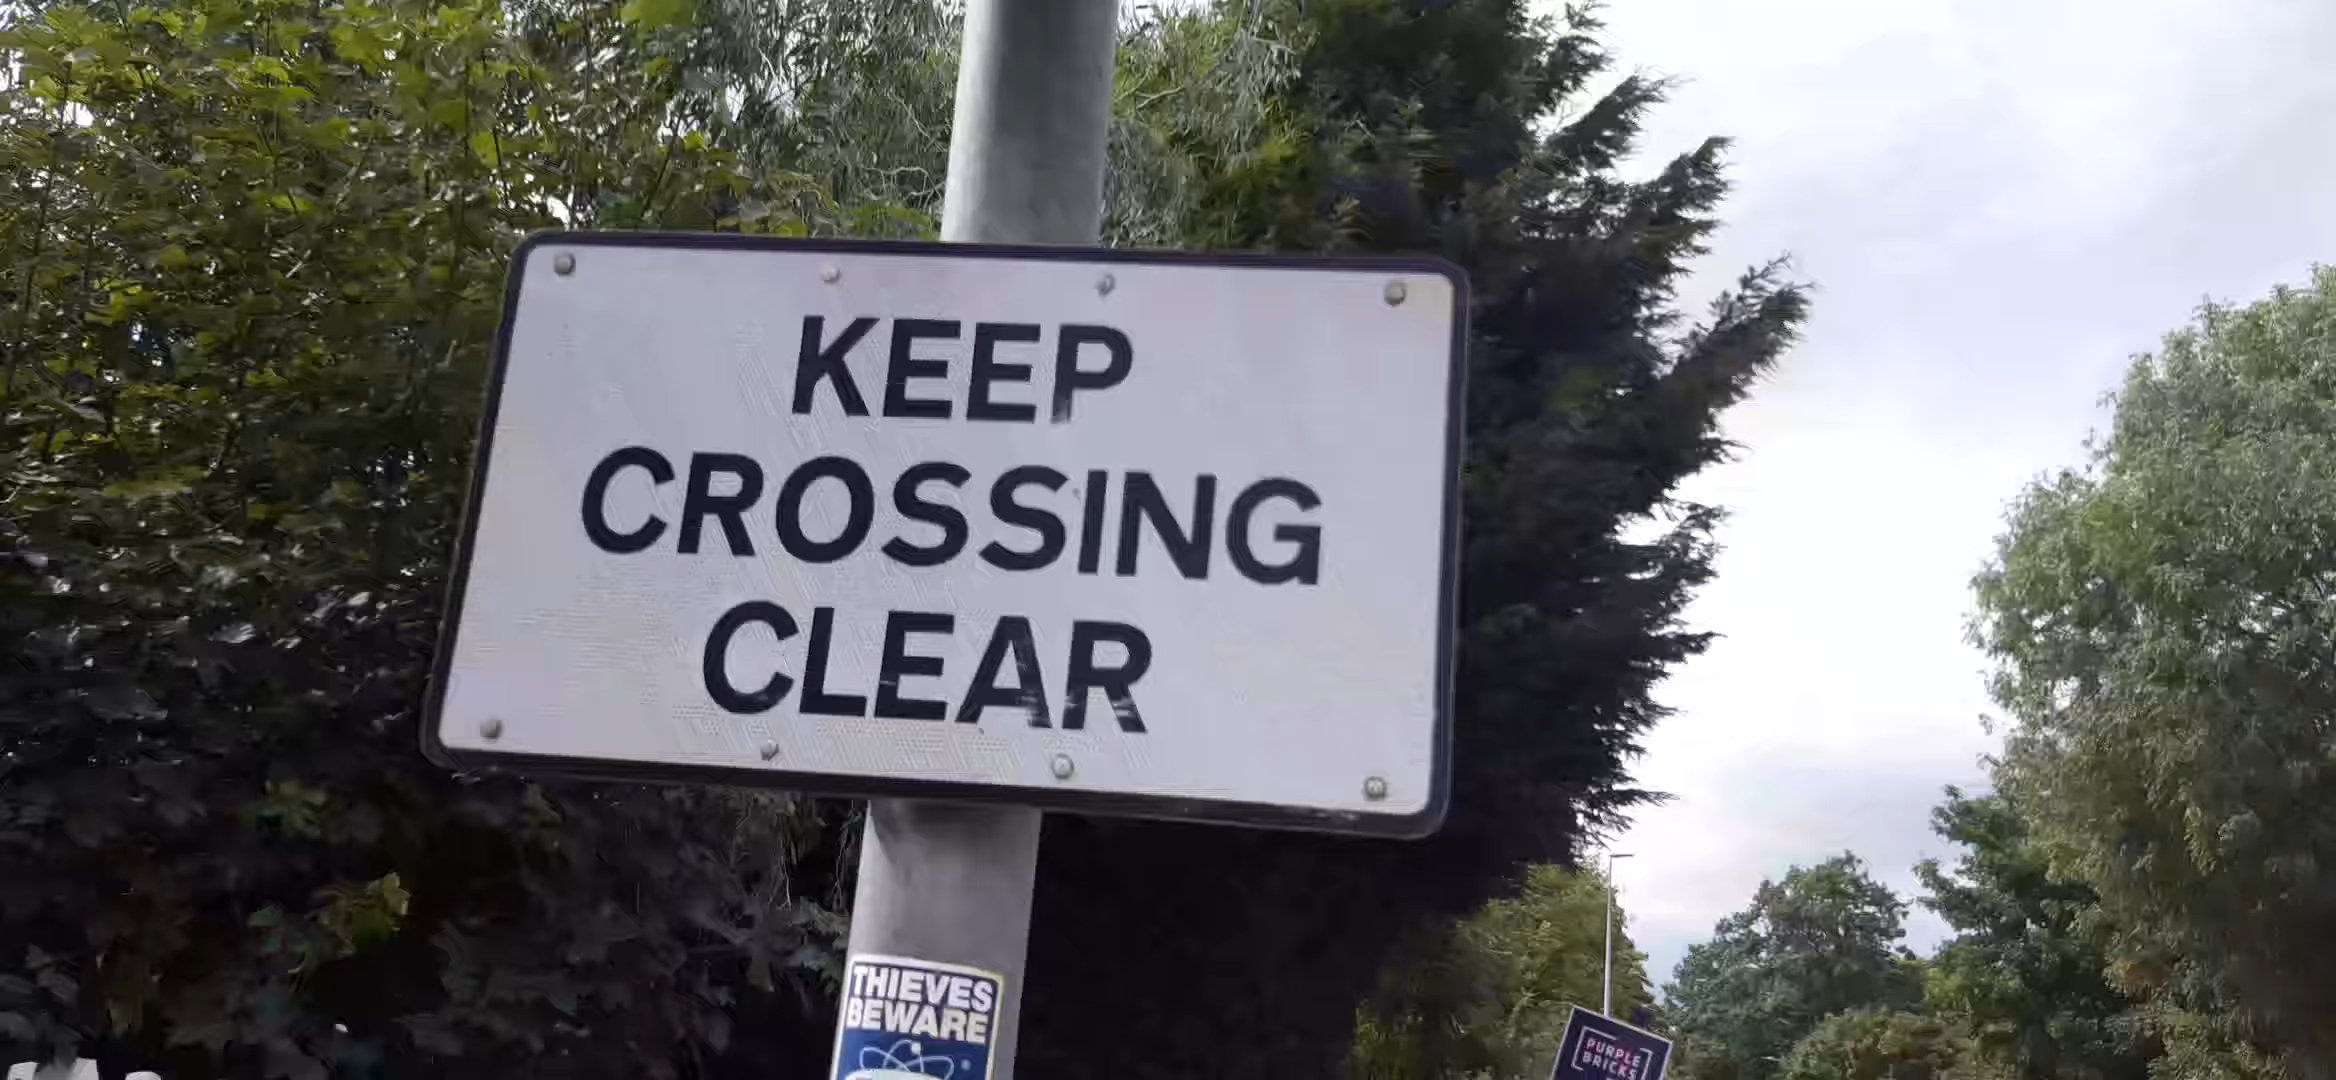 KEEP
CROSSING
CLEAR
THIEVES
BEWARE
PURPLE
BRICKS